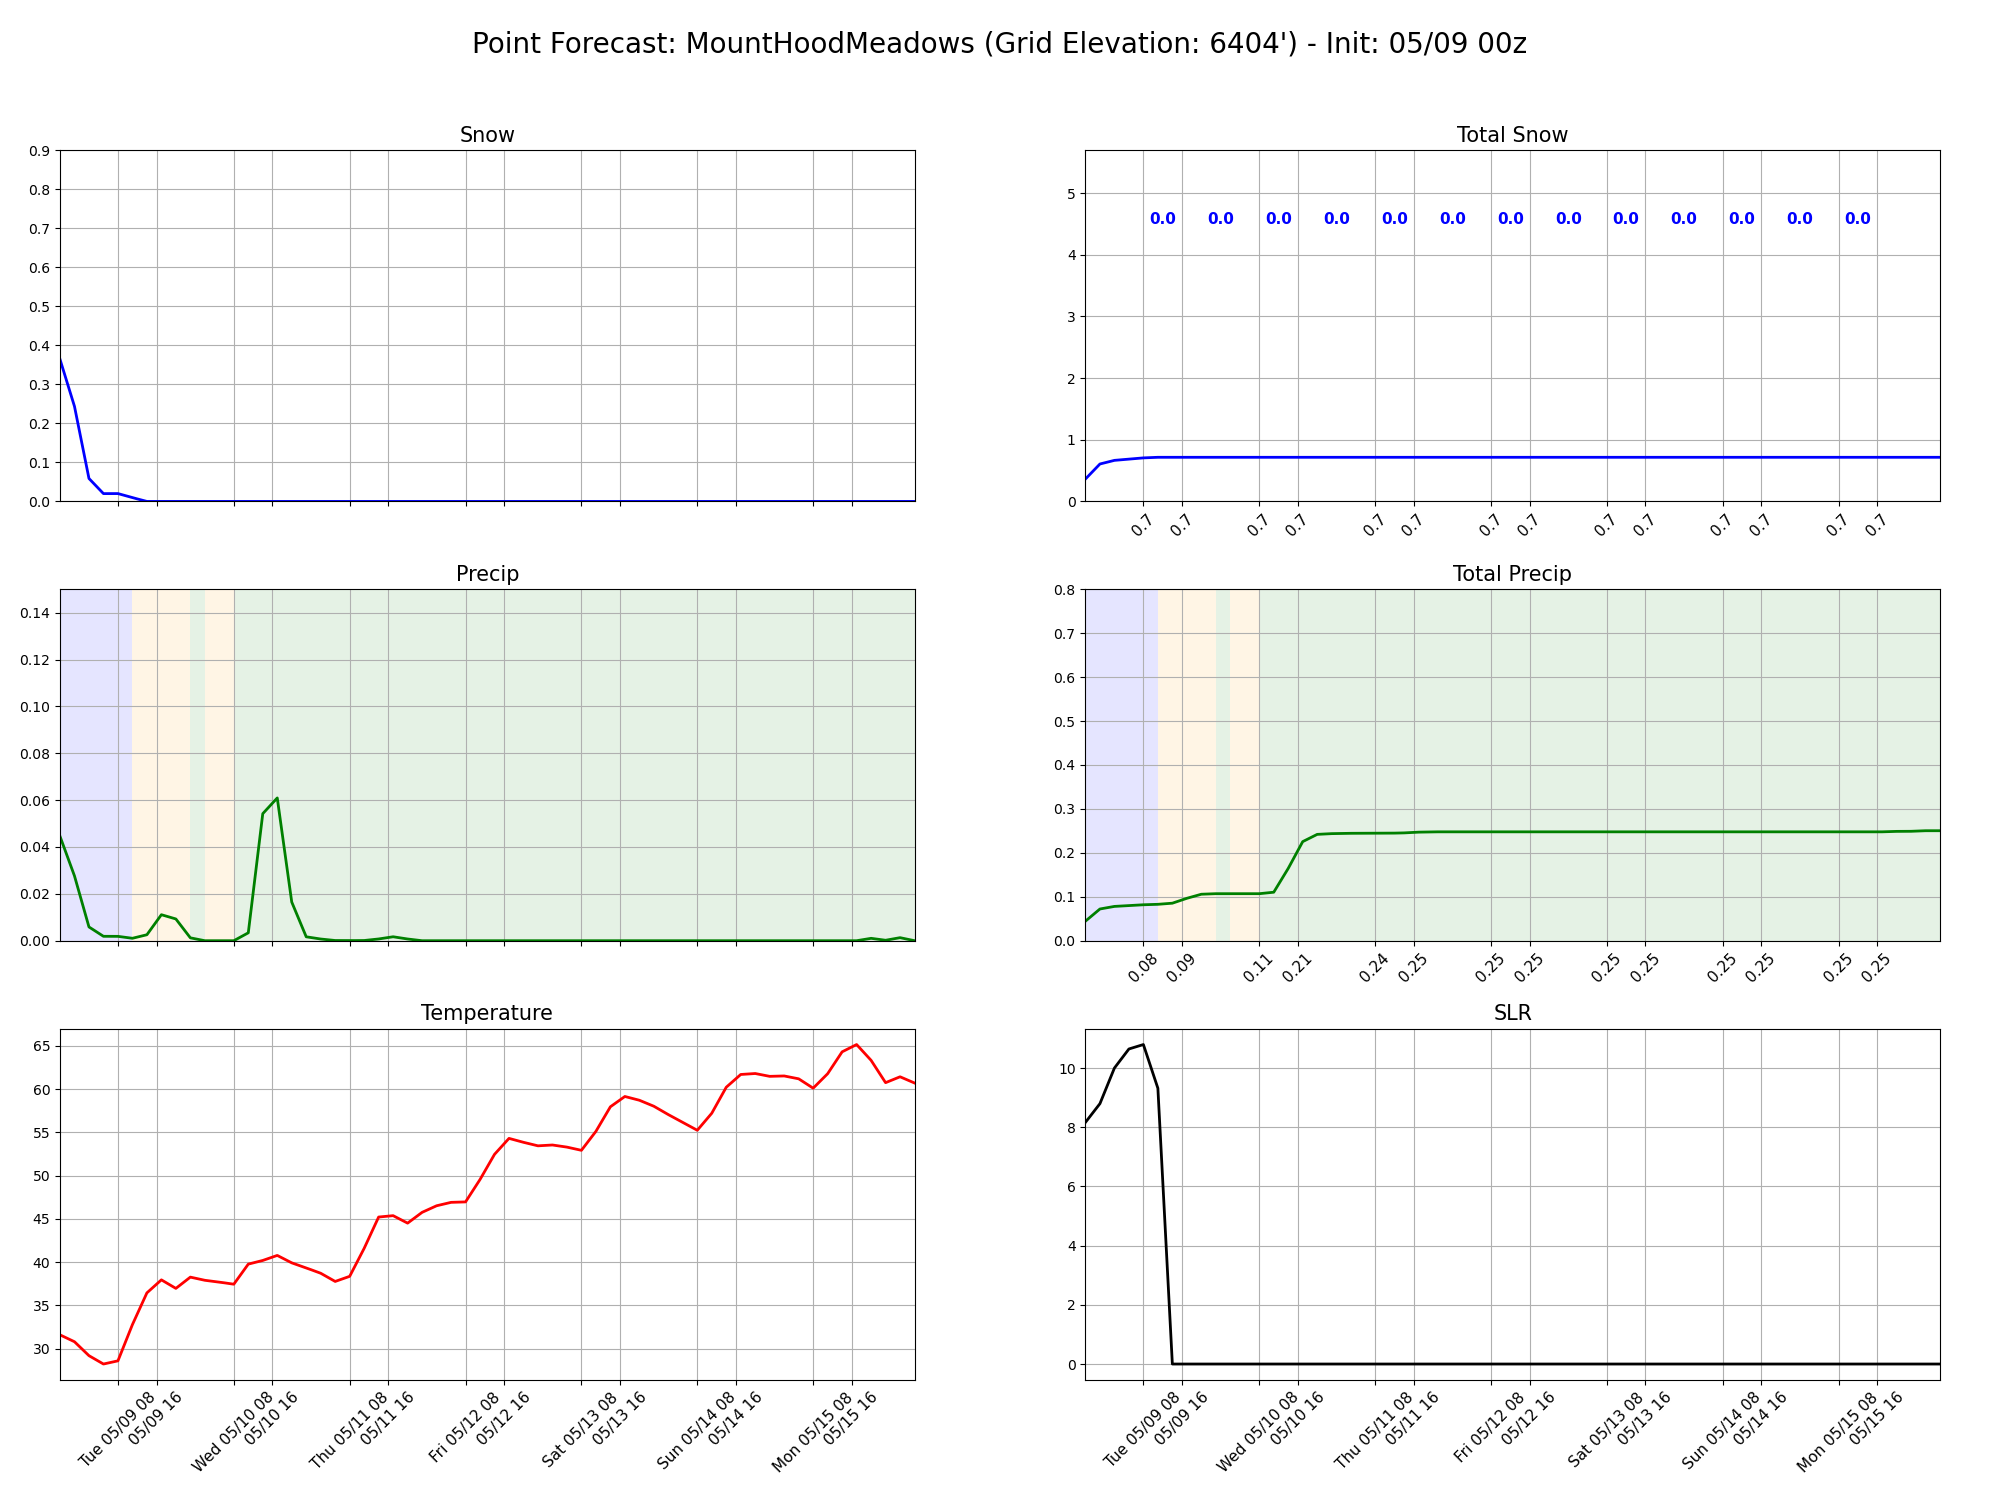 Point Forecast: MountHoodMeadows (Grid Elevation: 6404') - Init: 05/09 00z
Snow
0.9
0.8
0.7
0.6
0.5
0.4
0.3
0.2
0.1
0.0
Total Snow
5
4
3
2
1
0
0.0 0.0 0.0 0.0 0.0 0.0 0.0 0.0 0.0 0.0 0.0 0.0 0.0
0.7 0.7 0.7 0.7 0.7 0.7 0.7 0.7 0.7 0.7 0.7 0.7 0.7 0.7
Precip
0.14
0.12
0.10
0.08
0.06
0.04
0.02
0.00
Total Precip
0.8
0.7
0.6
0.5
0.4
0.3
0.2
0.1
0.0
0.08 0.09 0.11 0.21 0.24 0.25 0.25 0.25 0.25 0.25 0.25 0.25 0.25 0.25
Temperature
65
60
55
50
45
40
35
30
Tue 05/09 08
05/09 16
Wed 05/10 08
05/10 16
Thu 05/11 08
05/11 16
Fri 05/12 08
05/12 16
Sat 05/13 08
05/13 16
Sun 05/14 08
05/14 16
Mon 05/15 08
05/15 16
SLR
10
8
6
4
2
0
Tue 05/09 08
05/09 16
Wed 05/10 08
05/10 16
Thu 05/11 08
05/11 16
Fri 05/12 08
05/12 16
Sat 05/13 08
05/13 16
Sun 05/14 08
05/14 16
Mon 05/15 08
05/15 16